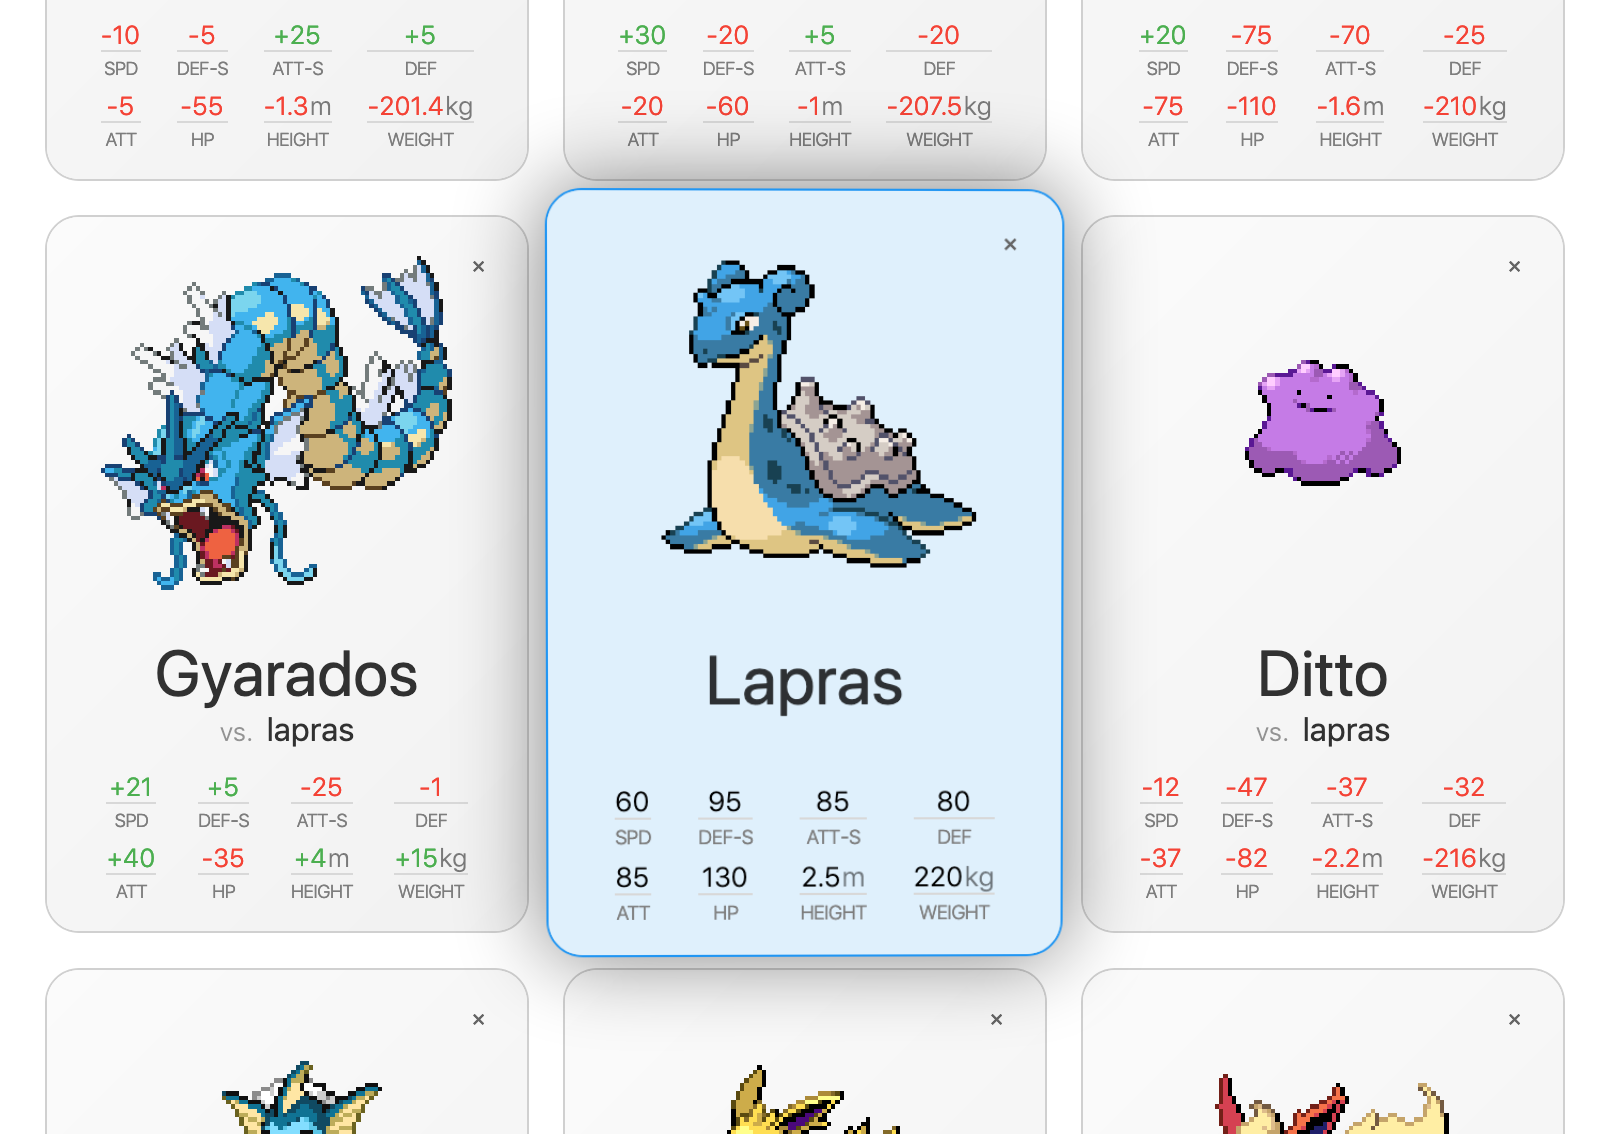 -10 -5 +25 +5
SPD DEF-S ATT-S DEF
-5 -55 -1.3m -201.4kg
ATT HP HEIGHT WEIGHT
+30 -20 +5 -20
SPD DEF-S ATT-S DEF
-20 -60 -1m -207.5kg
ATT HP HEIGHT WEIGHT
+20 -75 -70 -25
SPD DEF-S ATT-S DEF
-75 -110 -1.6m -210kg
ATT HP HEIGHT WEIGHT
×
Gyarados
vs. lapras
+21 +5 -25 -1
SPD DEF-S ATT-S DEF
+40 -35 +4m +15kg
ATT HP HEIGHT WEIGHT
×
Lapras
60 95 85 80
SPD DEF-S ATT-S DEF
85 130 2.5m 220kg
ATT HP HEIGHT WEIGHT
×
Ditto
vs. lapras
-12 -47 -37 -32
SPD DEF-S ATT-S DEF
-37 -82 -2.2m -216kg
ATT HP HEIGHT WEIGHT
×
×
×